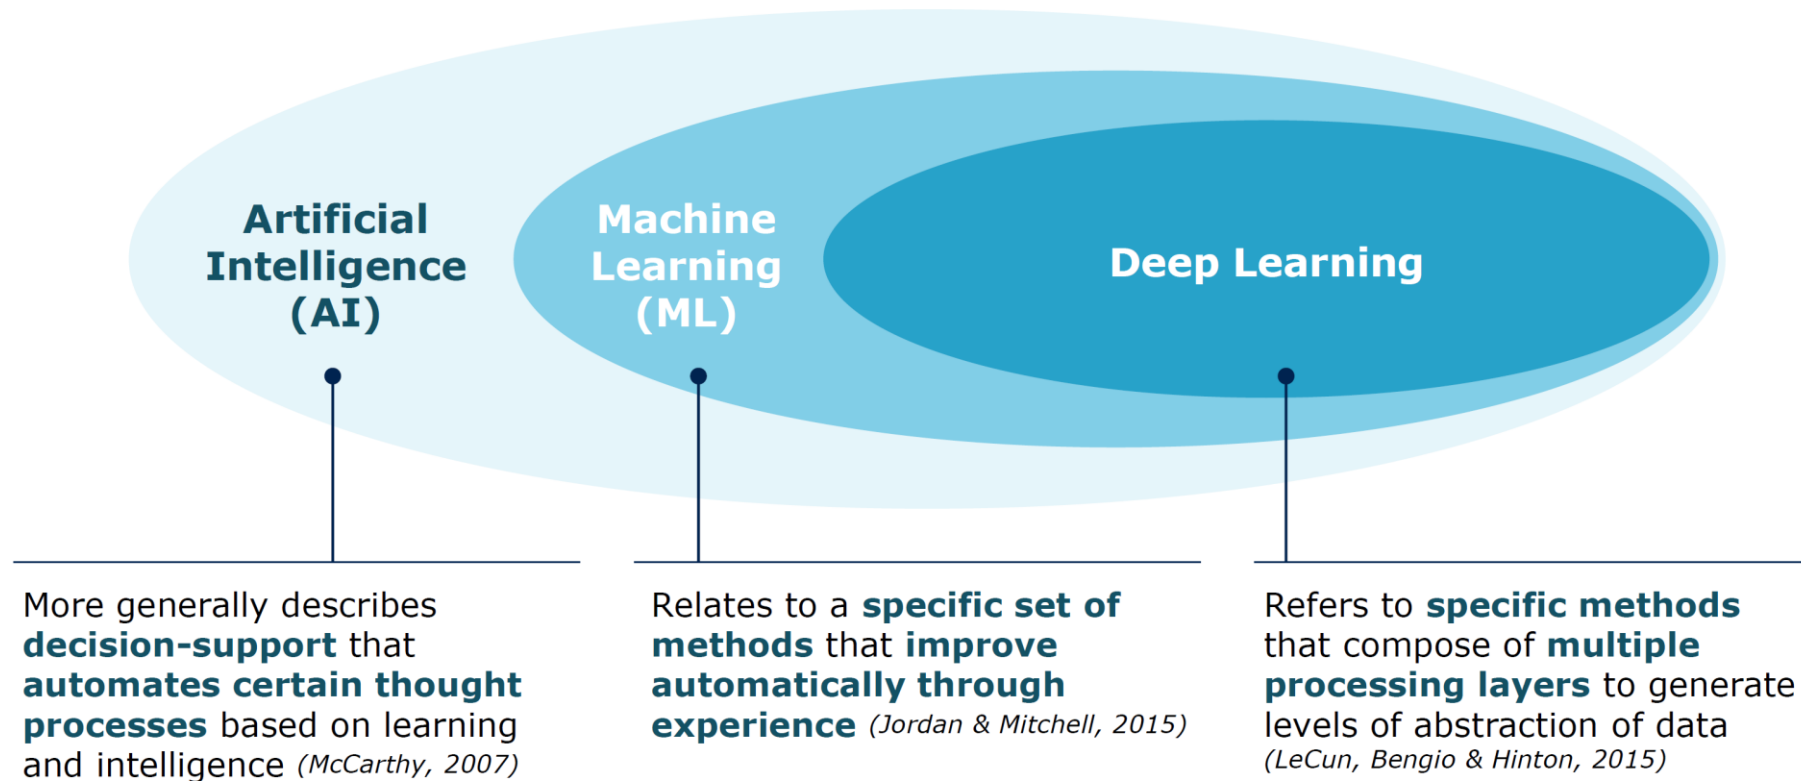 Artificial
Intelligence
(AI)
Machine
Learning
(ML)
Deep Learning
More generally describes
decision-support that
automates certain thought
processes based on learning
and intelligence (McCarthy, 2007)
Relates to a specific set of
methods that improve
automatically through
experience (Jordan & Mitchell, 2015)
Refers to specific methods
that compose of multiple
processing layers to generate
levels of abstraction of data
(LeCun, Bengio & Hinton, 2015)